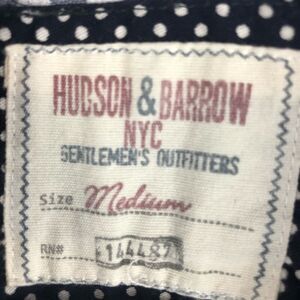 HUDSON & BARROW
NYC
GENTLEMEN'S OUTFITTERS
Size Medium
RN# 144487